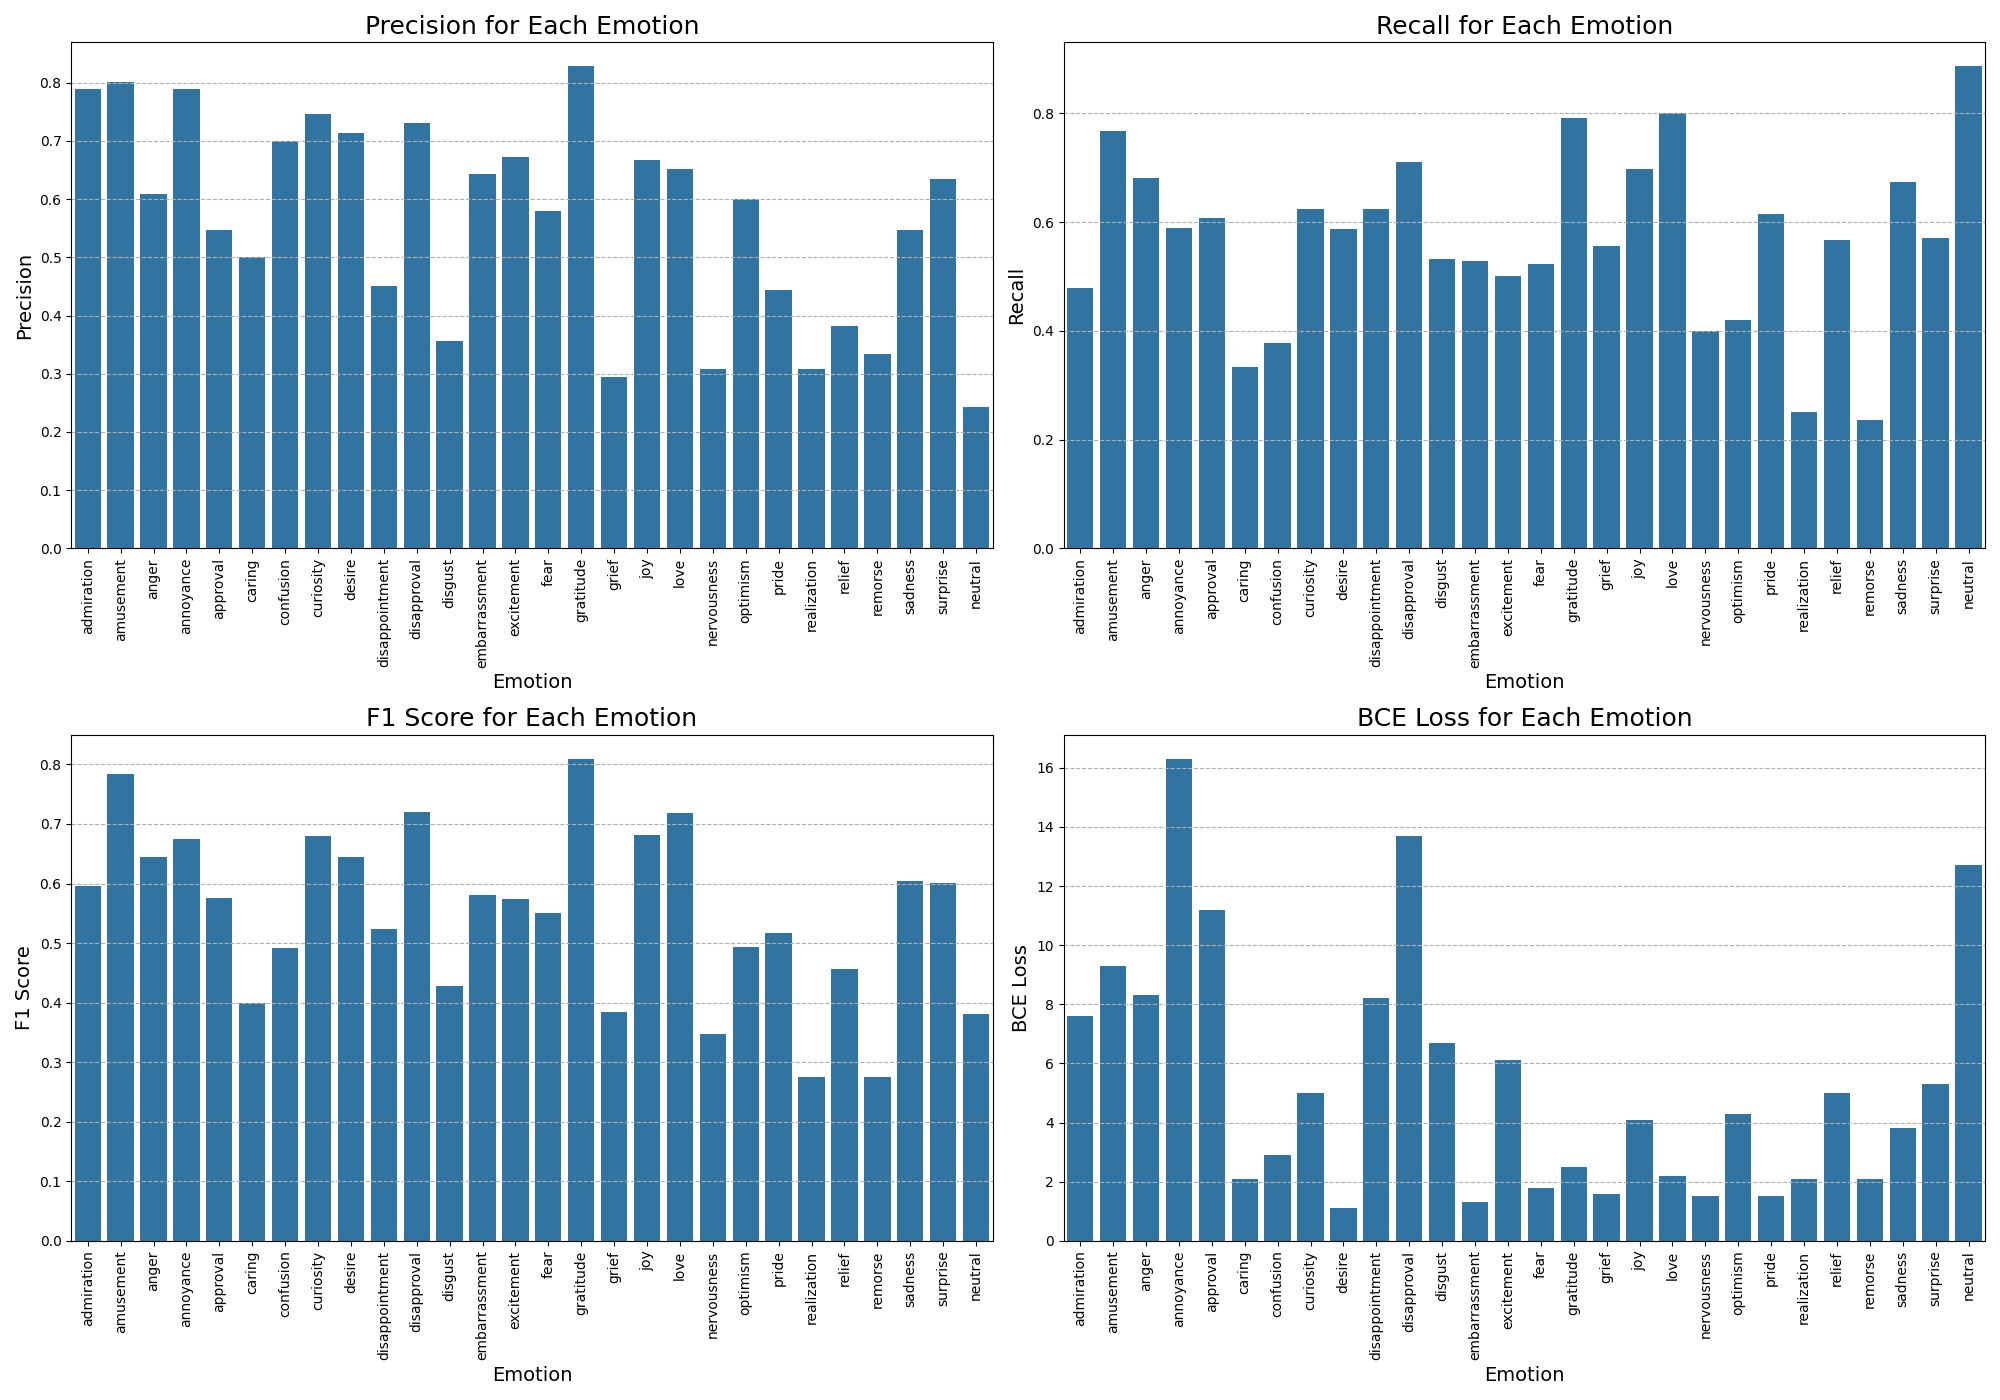 Precision for Each Emotion
Precision
0.8
0.7
0.6
0.5
0.4
0.3
0.2
0.1
0.0
admiration
amusement
anger
annoyance
approval
caring
confusion
curiosity
desire
disappointment
disapproval
disgust
embarrassment
excitement
fear
gratitude
grief
joy
love
nervousness
optimism
pride
realization
relief
remorse
sadness
surprise
neutral
Emotion
Recall for Each Emotion
Recall
0.8
0.6
0.4
0.2
0.0
admiration
amusement
anger
annoyance
approval
caring
confusion
curiosity
desire
disappointment
disapproval
disgust
embarrassment
excitement
fear
gratitude
grief
joy
love
nervousness
optimism
pride
realization
relief
remorse
sadness
surprise
neutral
Emotion
F1 Score for Each Emotion
F1 Score
0.8
0.7
0.6
0.5
0.4
0.3
0.2
0.1
0.0
admiration
amusement
anger
annoyance
approval
caring
confusion
curiosity
desire
disappointment
disapproval
disgust
embarrassment
excitement
fear
gratitude
grief
joy
love
nervousness
optimism
pride
realization
relief
remorse
sadness
surprise
neutral
Emotion
BCE Loss for Each Emotion
BCE Loss
16
14
12
10
8
6
4
2
0
admiration
amusement
anger
annoyance
approval
caring
confusion
curiosity
desire
disappointment
disapproval
disgust
embarrassment
excitement
fear
gratitude
grief
joy
love
nervousness
optimism
pride
realization
relief
remorse
sadness
surprise
neutral
Emotion